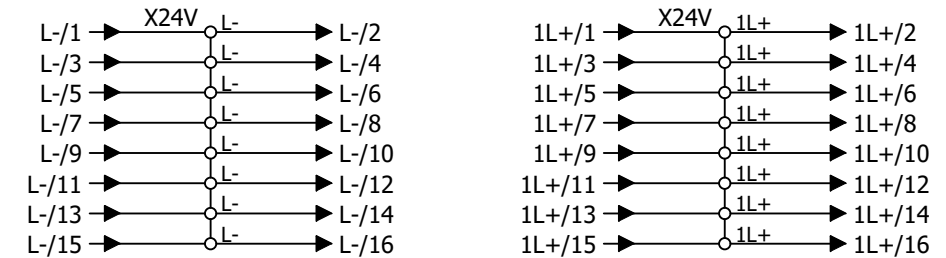 X24V X24V
L-/1 L- L-/2 1L+/1 1L+ 1L+/2
L-/3 L- L-/4 1L+/3 1L+ 1L+/4
L-/5 L- L-/6 1L+/5 1L+ 1L+/6
L-/7 L- L-/8 1L+/7 1L+ 1L+/8
L-/9 L- L-/10 1L+/9 1L+ 1L+/10
L-/11 L- L-/12 1L+/11 1L+ 1L+/12
L-/13 L- L-/14 1L+/13 1L+ 1L+/14
L-/15 L- L-/16 1L+/15 1L+ 1L+/16